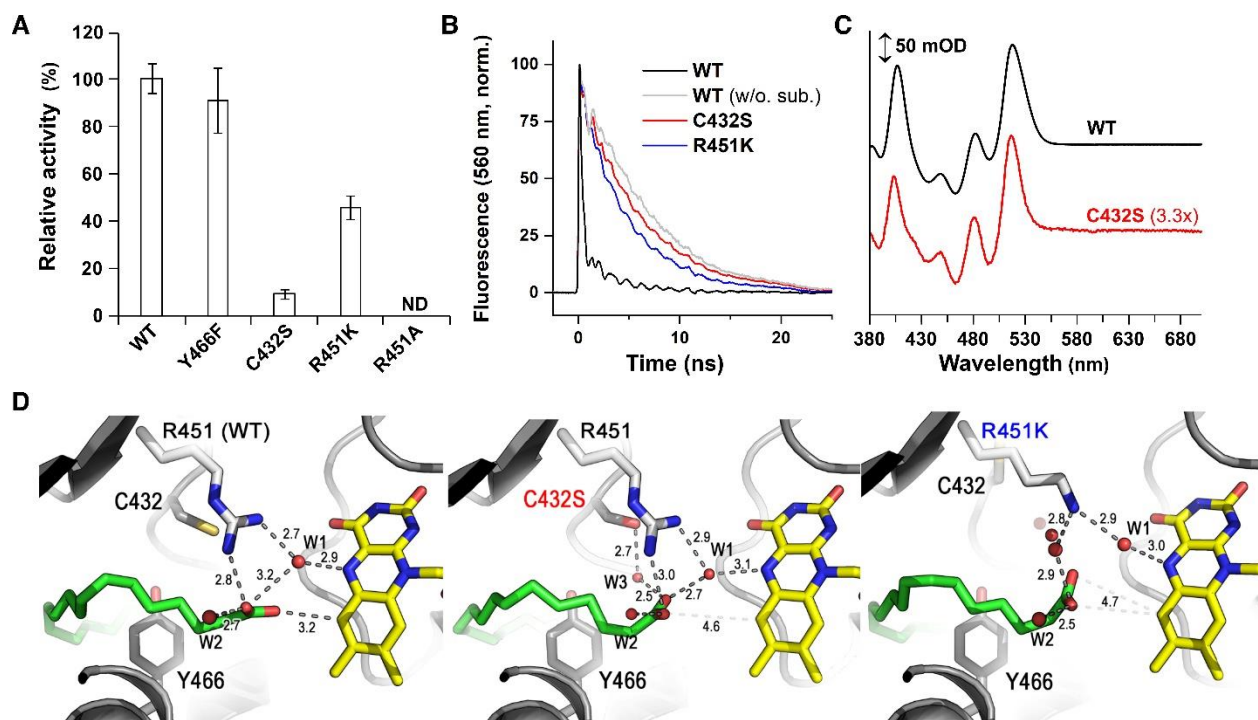 A
Relative activity (%)
120
100
80
60
40
20
0
WT
Y466F
C432S
R451K
R451A
ND
B
Fluorescence (560 nm, norm.)
100
75
50
25
0
WT
WT (w/o. sub.)
C432S
R451K
0
10
20
Time (ns)
C
50 mOD
WT
C432S (3.3x)
380 430 480 530 580 630 680
Wavelength (nm)
D
R451 (WT)
C432
2.7
W1
2.9
2.8
3.2
2.7
W2
3.2
Y466
R451
C432S
2.9
W1
2.7
3.0
3.1
W3
2.5
2.7
W2
4.6
Y466
R451K
C432
2.8
2.9
W1
3.0
2.9
4.7
W2
2.5
Y466